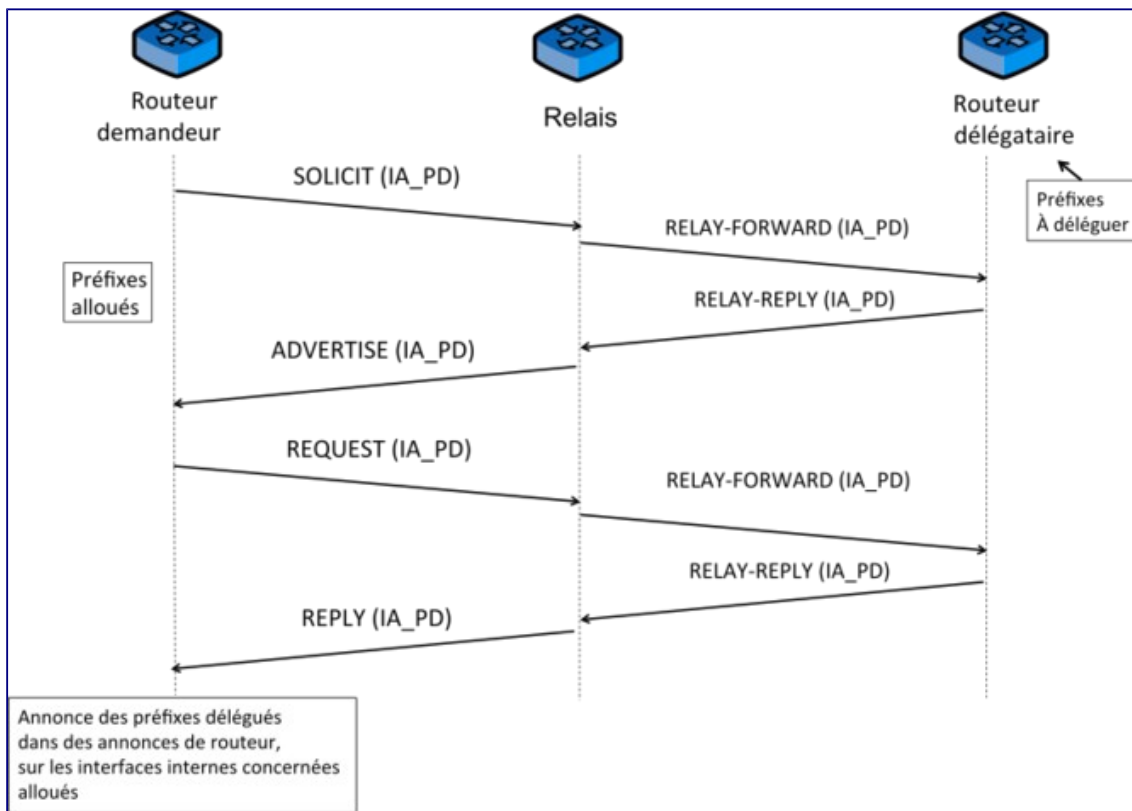 Routeur
demandeur
Relais
Routeur
délégataire
Préfixes
À déléguer
SOLICIT (IA_PD)
RELAY-FORWARD (IA_PD)
Préfixes
alloués
RELAY-REPLY (IA_PD)
ADVERTISE (IA_PD)
REQUEST (IA_PD)
RELAY-FORWARD (IA_PD)
RELAY-REPLY (IA_PD)
REPLY (IA_PD)
Annonce des préfixes délégués
dans des annonces de routeur,
sur les interfaces internes concernées
alloués